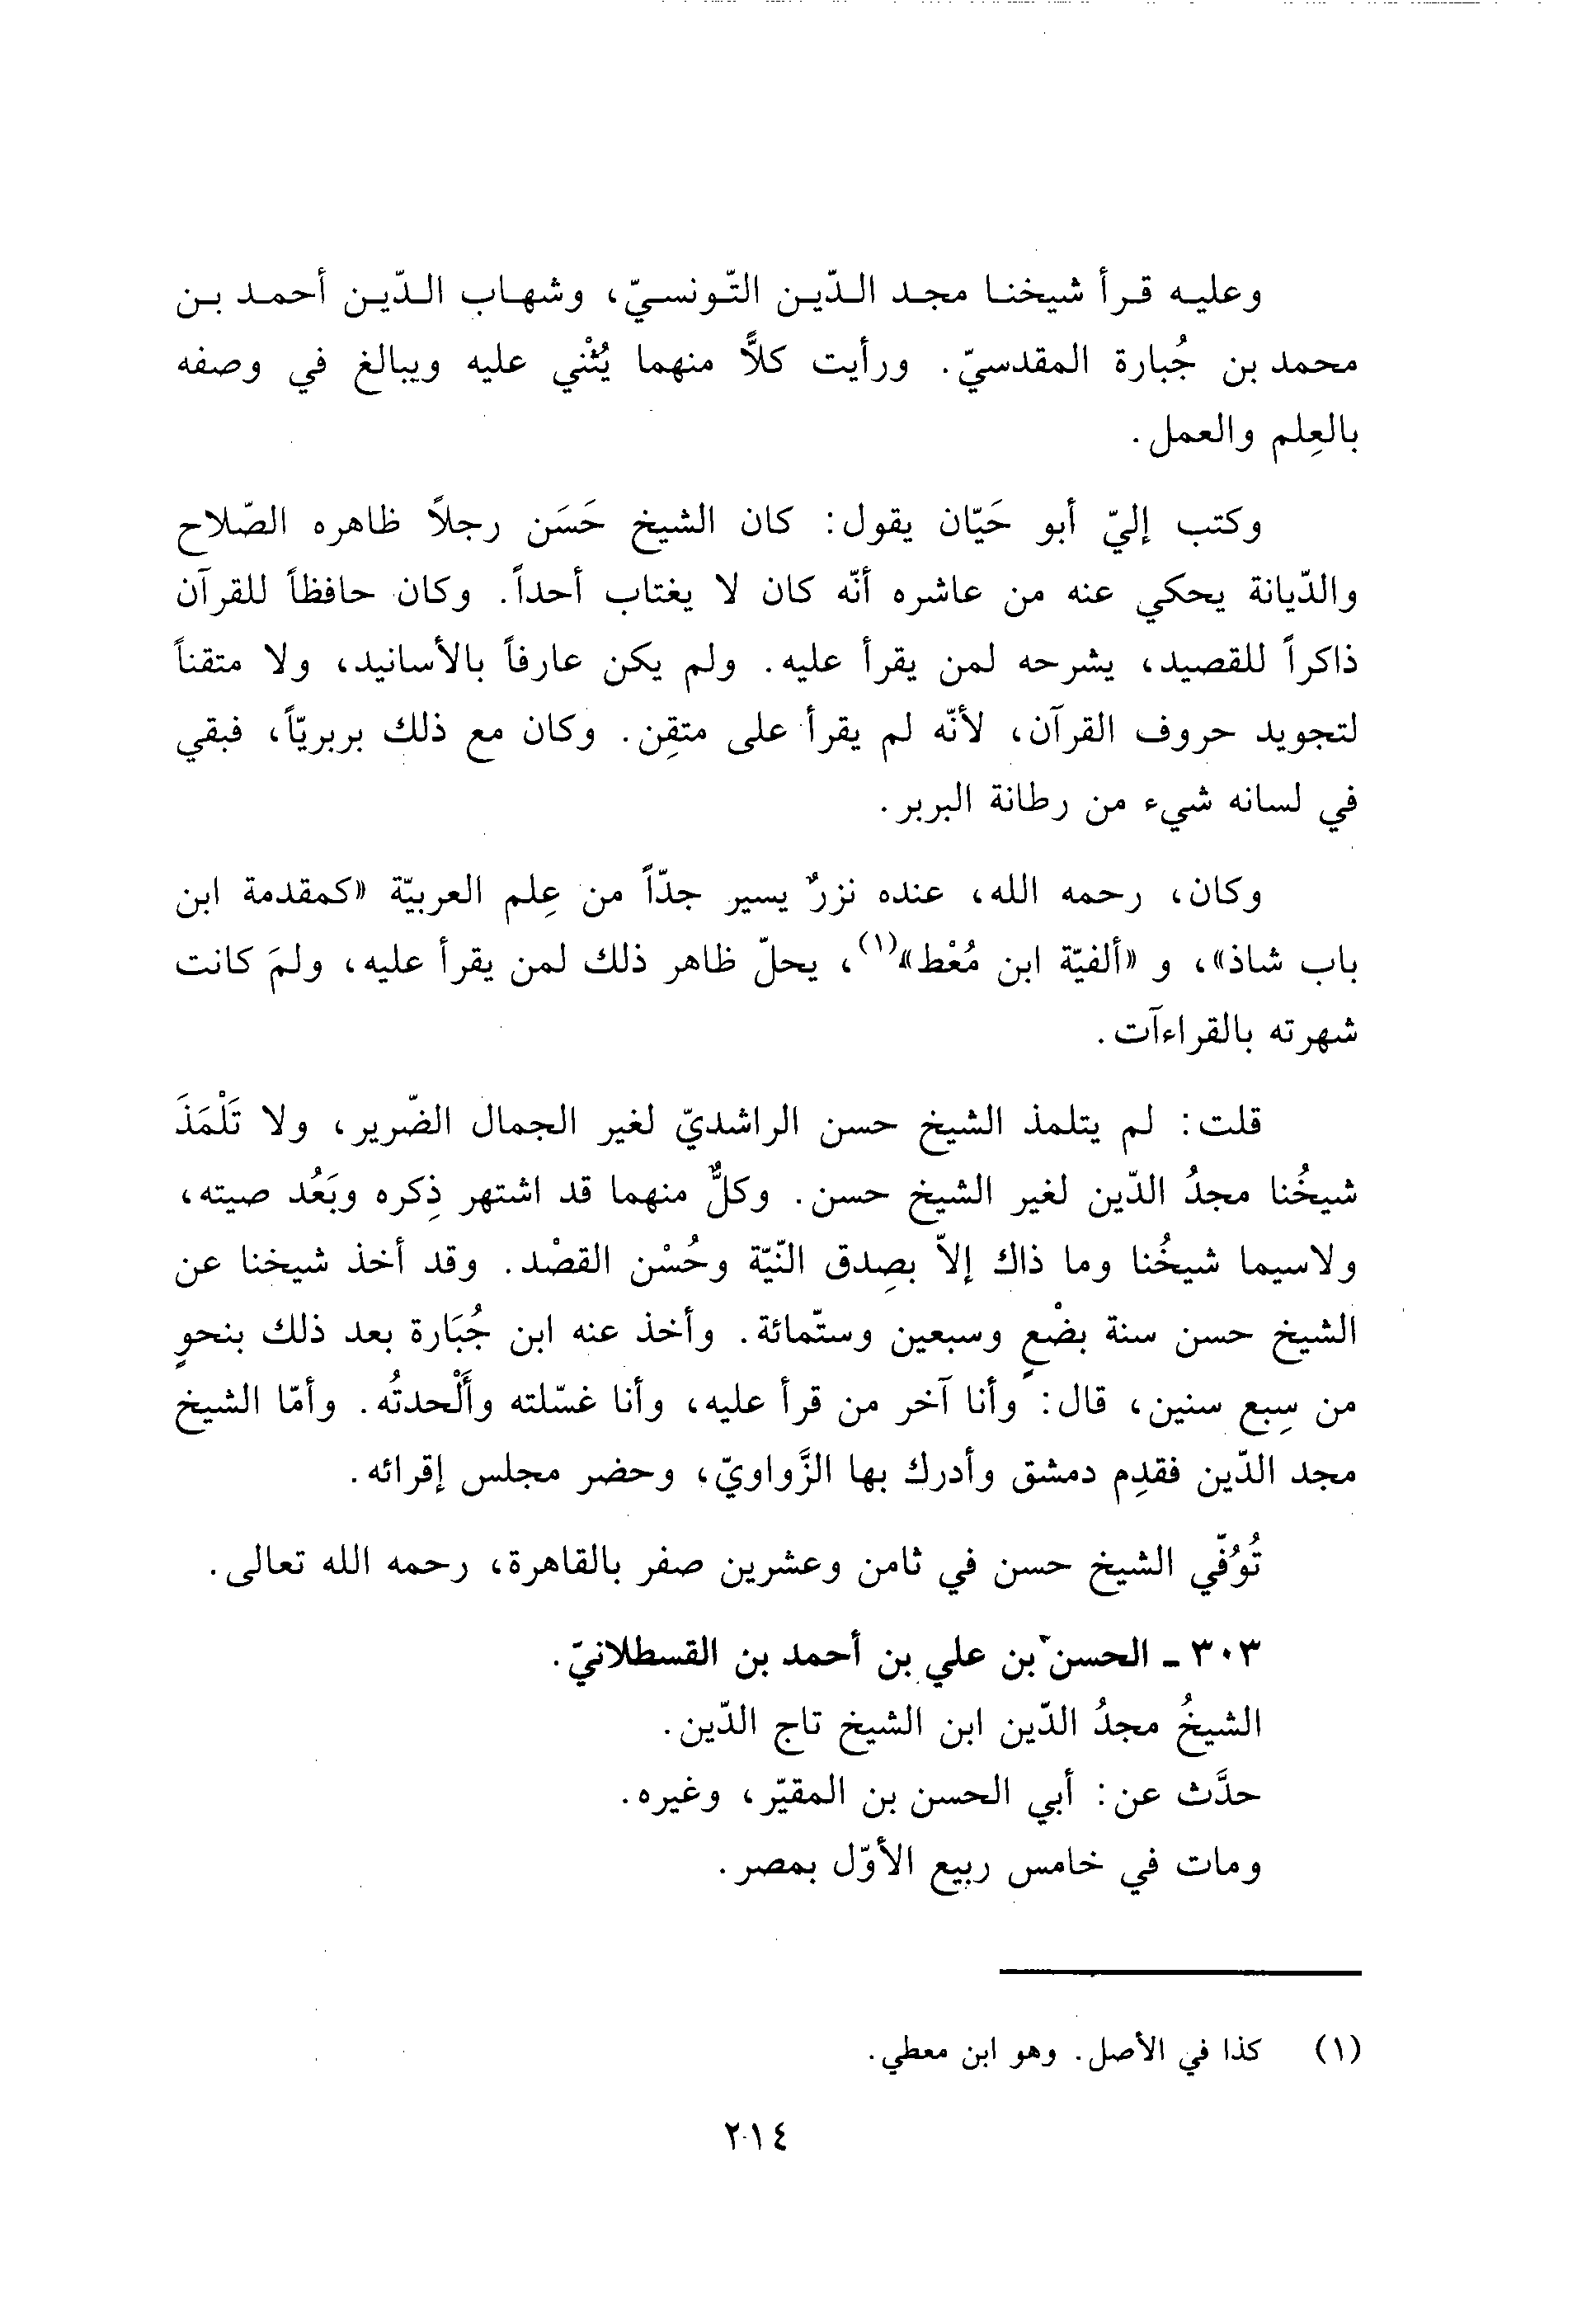 وعليه قرأ شيخنا مجد الدّين التّونسيّ، وشهاب الدّين أحمد بن
محمد بن جُبارة المقدسيّ. ورأيت كلاًّ منهما يُثْني عليه ويبالغ في وصفه
بالعِلم والعمل.
وكتب إليّ أبو حَيّان يقول: كان الشيخ حَسَن رجلاً ظاهره الصّلاح
والدّيانة يحكي عنه من عاشره أنّه كان لا يغتاب أحداً. وكان حافظاً للقرآن
ذاكراً للقصيد، يشرحه لمن يقرأ عليه. ولم يكن عارفاً بالأسانيد، ولا متقناً
لتجويد حروف القرآن، لأنّه لم يقرأ على متقِن. وكان مع ذلك بربريّاً، فبقي
في لسانه شيء من رطانة البربر.
وكان، رحمه الله، عنده نزرٌ يسير جدّاً من عِلم العربيّة «كمقدمة ابن
باب شاذ»، و «ألفيّة ابن مُعْط»(١)، يحلّ ظاهر ذلك لمن يقرأ عليه، ولمَ كانت
شهرته بالقراءآت.
قلت: لم يتلمذ الشيخ حسن الراشديّ لغير الجمال الضّرير، ولا تَلْمَذَ
شيخُنا مجدُ الدّين لغير الشيخ حسن. وكلٌّ منهما قد اشتهر ذِكره وبَعُد صيته،
ولاسيما شيخُنا وما ذاك إلاّ بصِدق النّيّة وحُسْن القصْد. وقد أخذ شيخنا عن
الشيخ حسن سنة بضْعٍ وسبعين وستّمائة. وأخذ عنه ابن جُبَارة بعد ذلك بنحوٍ
من سِبع سنين، قال: وأنا آخر من قرأ عليه، وأنا غسّلته وأَلْحدتُه. وأمّا الشيخ
مجد الدّين فقدِم دمشق وأدرك بها الزَّواويّ، وحضر مجلس إقرائه.
تُوُفّي الشيخ حسن في ثامن وعشرين صفر بالقاهرة، رحمه الله تعالى.
٣٠٣ - الحسن بن علي بن أحمد بن القسطلانيّ.
الشيخُ مجدُ الدّين ابن الشيخ تاج الدّين.
حدَّث عن: أبي الحسن بن المقيّر، وغيره.
ومات في خامس ربيع الأوّل بمصر.
(١) كذا في الأصل. وهو ابن معطي.
٢١٤